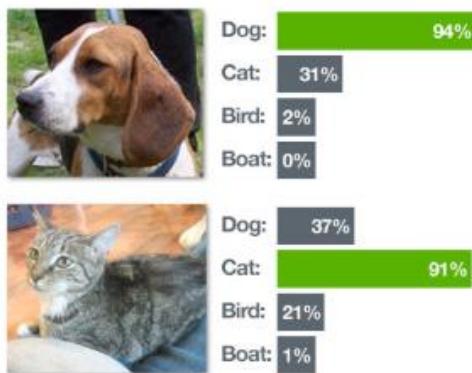 Dog: 94%
Cat: 31%
Bird: 2%
Boat: 0%
Dog: 37%
Cat: 91%
Bird: 21%
Boat: 1%